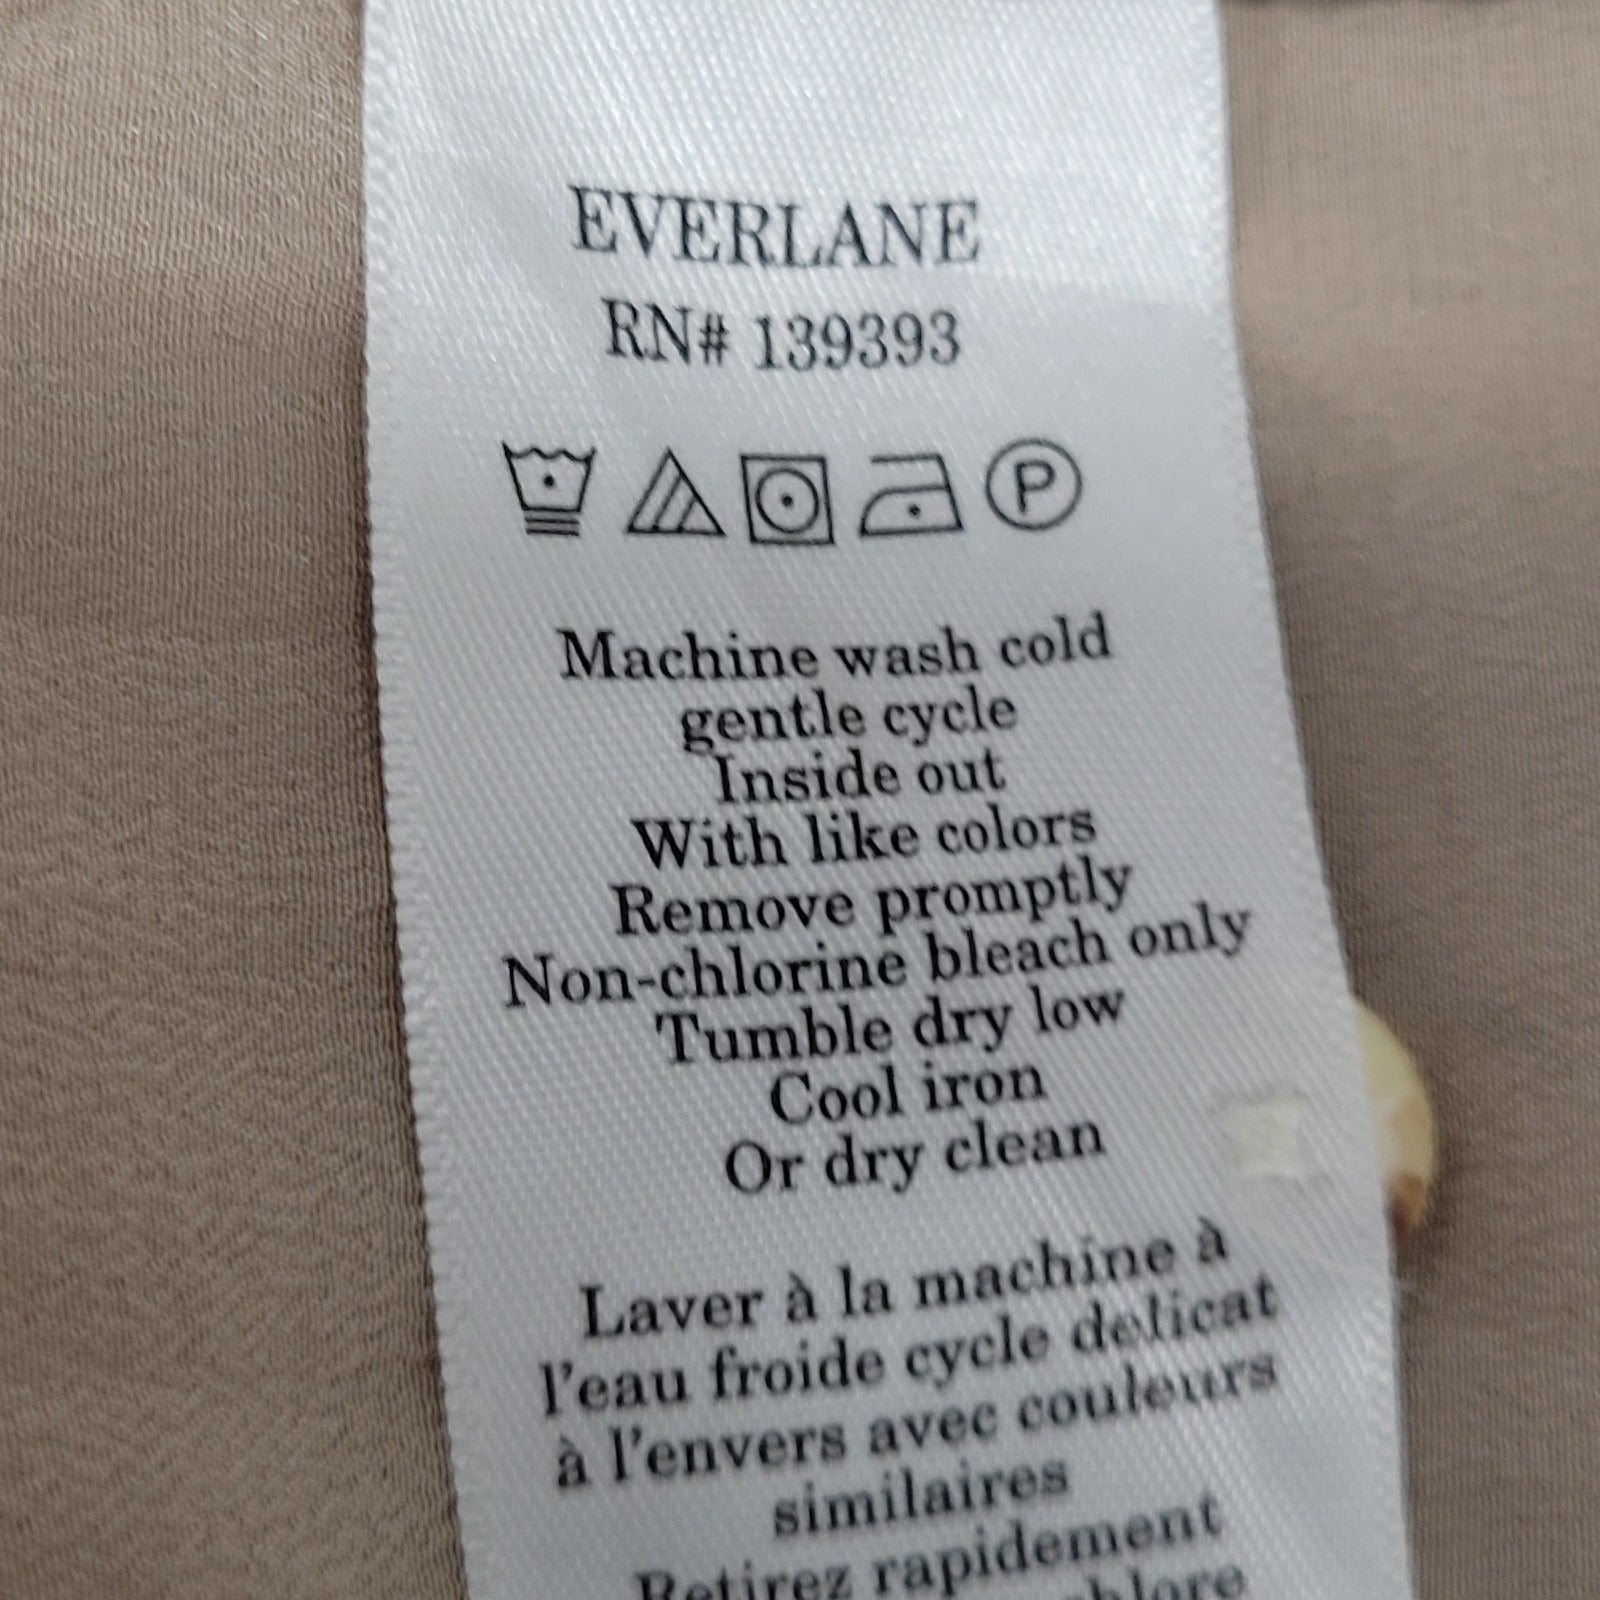 EVERLANE
RN# 139393
P
Machine wash cold
gentle cycle
Inside out
With like colors
Remove promptly
Non-chlorine bleach only
Tumble dry low
Cool iron
Or dry clean
Laver à la machine à
l'eau froide cycle delicat
à l'envers avec couleurs
similaires
Retirez rapidement
chlore